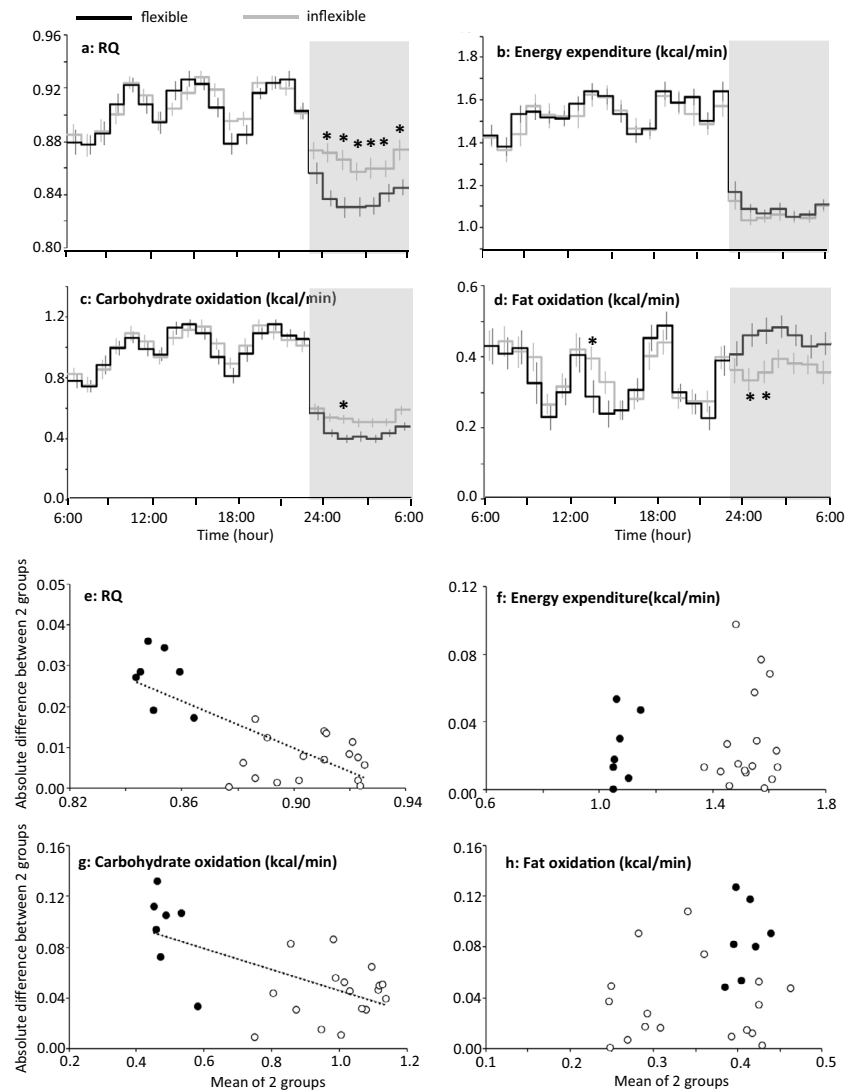 flexible inflexible
a: RQ
0.96
0.92
0.88
0.84
0.80
* * * * * *
b: Energy expenditure (kcal/min)
1.8
1.6
1.4
1.2
1.0
c: Carbohydrate oxidation (kcal/min)
1.2
0.8
0.4
0.0
*
6:00 12:00 18:00 24:00 6:00
Time (hour)
d: Fat oxidation (kcal/min)
0.6
0.4
0.2
0.0
*
* *
6:00 12:00 18:00 24:00 6:00
Time (hour)
Absolute difference between 2 groups
e: RQ
0.05
0.04
0.03
0.02
0.01
0.00
0.82 0.86 0.90 0.94
f: Energy expenditure(kcal/min)
0.12
0.08
0.04
0.00
0.6 1.0 1.4 1.8
Absolute difference between 2 groups
g: Carbohydrate oxidation (kcal/min)
0.16
0.12
0.08
0.04
0.00
0.2 0.4 0.6 0.8 1.0 1.2
Mean of 2 groups
h: Fat oxidation (kcal/min)
0.16
0.12
0.08
0.04
0.00
0.1 0.2 0.3 0.4 0.5
Mean of 2 groups